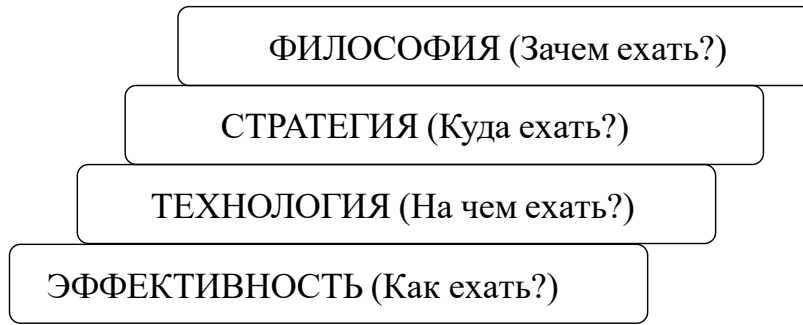 ФИЛОСОФИЯ (Зачем ехать?)
СТРАТЕГИЯ (Куда ехать?)
ТЕХНОЛОГИЯ (На чем ехать?)
ЭФФЕКТИВНОСТЬ (Как ехать?)